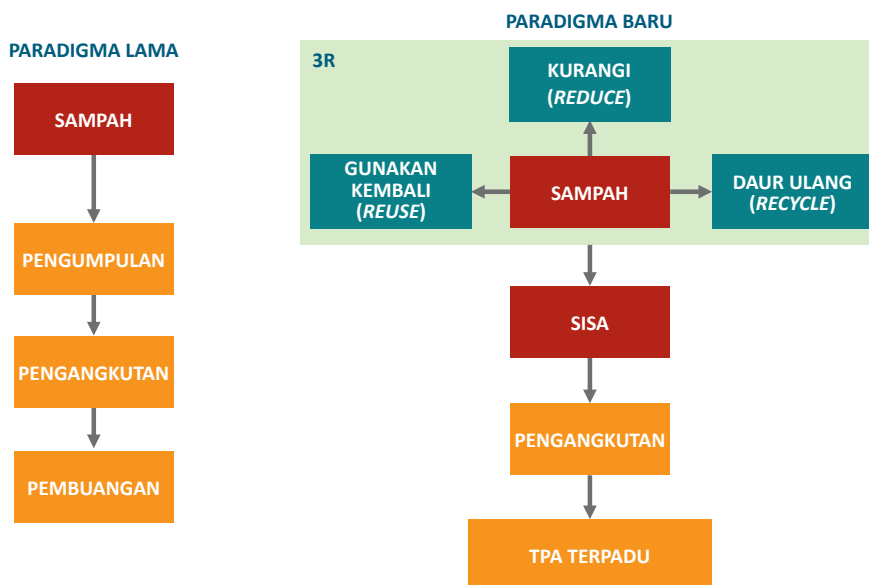 PARADIGMA LAMA
SAMPAH
PENGUMPULAN
PENGANGKUTAN
PEMBUANGAN
PARADIGMA BARU
3R
KURANGI
(REDUCE)
GUNAKAN
KEMBALI
(REUSE)
SAMPAH
DAUR ULANG
(RECYCLE)
SISA
PENGANGKUTAN
TPA TERPADU